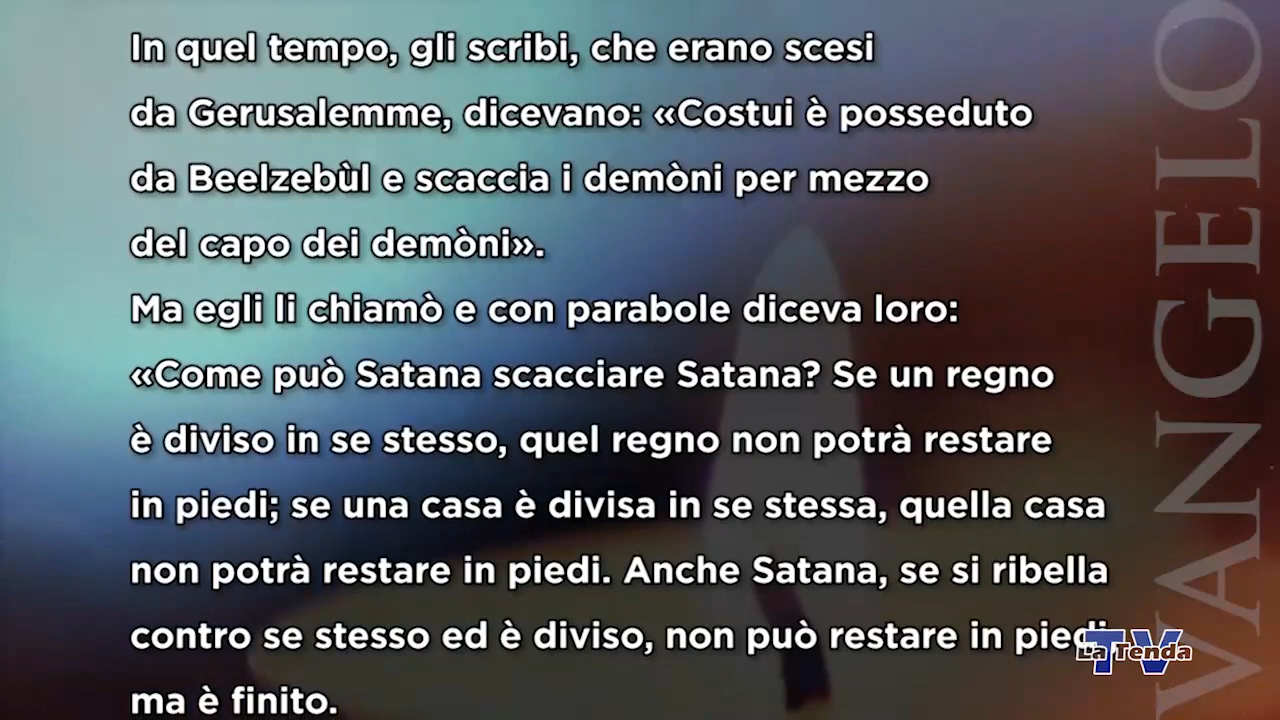 In quel tempo, gli scribi, che erano scesi
da Gerusalemme, dicevano: «Costui è posseduto
da Beelzebùl e scaccia i demòni per mezzo
del capo dei demòni».
Ma egli li chiamò e con parabole diceva loro:
«Come può Satana scacciare Satana? Se un regno
è diviso in se stesso, quel regno non potrà restare
in piedi; se una casa è divisa in se stessa, quella casa
non potrà restare in piedi. Anche Satana, se si ribella
contro se stesso ed è diviso, non può restare in piedi
ma è finito.
VANGELO
TV
La Tenda